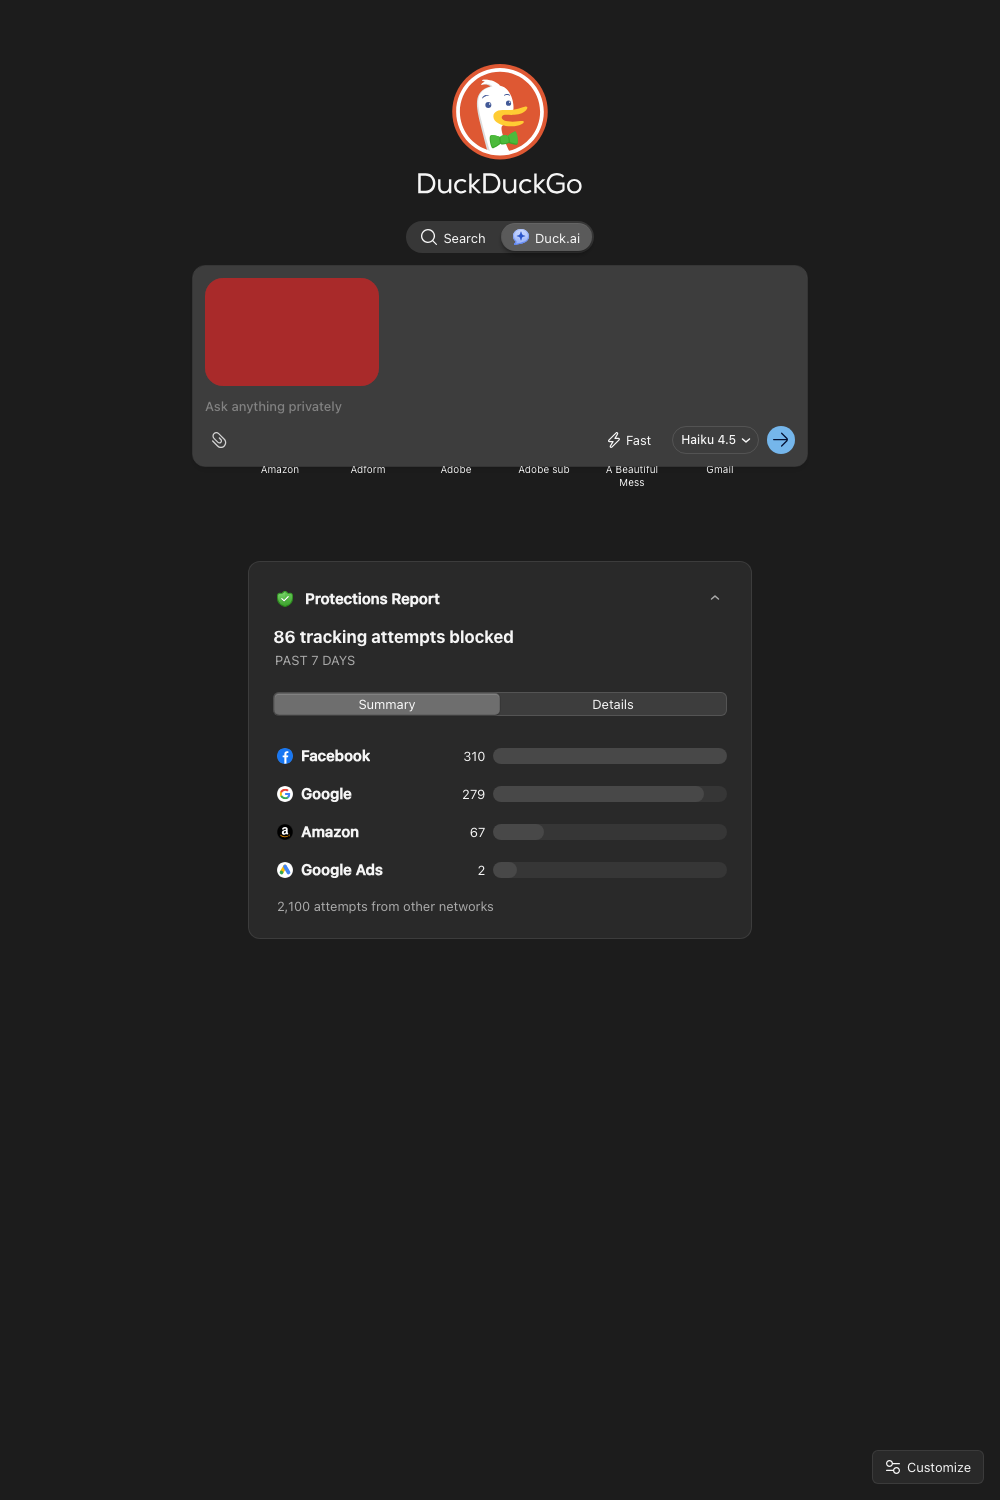 DuckDuckGo
Search
Duck.ai
Ask anything privately
Fast
Haiku 4.5
Amazon
Adform
Adobe
Adobe sub
A Beautiful
Mess
Gmail
Protections Report
86 tracking attempts blocked
PAST 7 DAYS
Summary
Details
Facebook 310
Google 279
Amazon 67
Google Ads 2
2,100 attempts from other networks
Customize